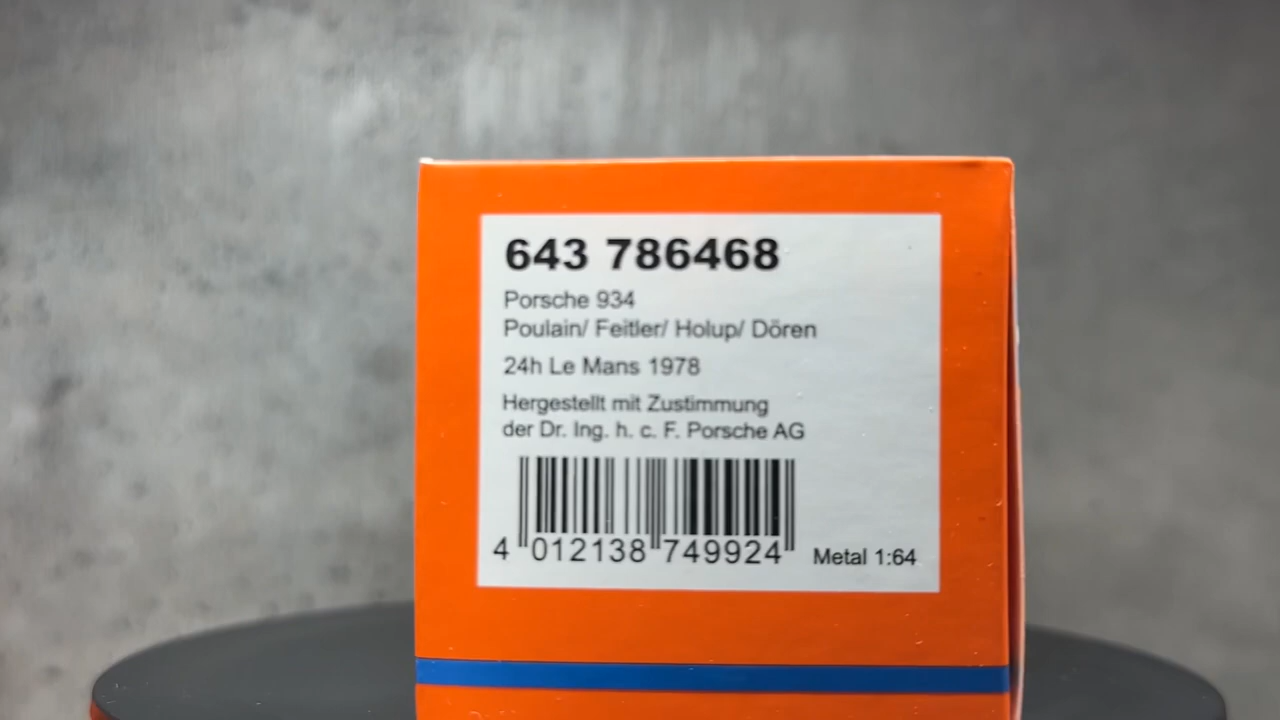 643 786468
Porsche 934
Poulain/ Feitler/ Holup/ Dören
24h Le Mans 1978
Hergestellt mit Zustimmung
der Dr. Ing. h. c. F. Porsche AG
4 012138 749924
Metal 1:64